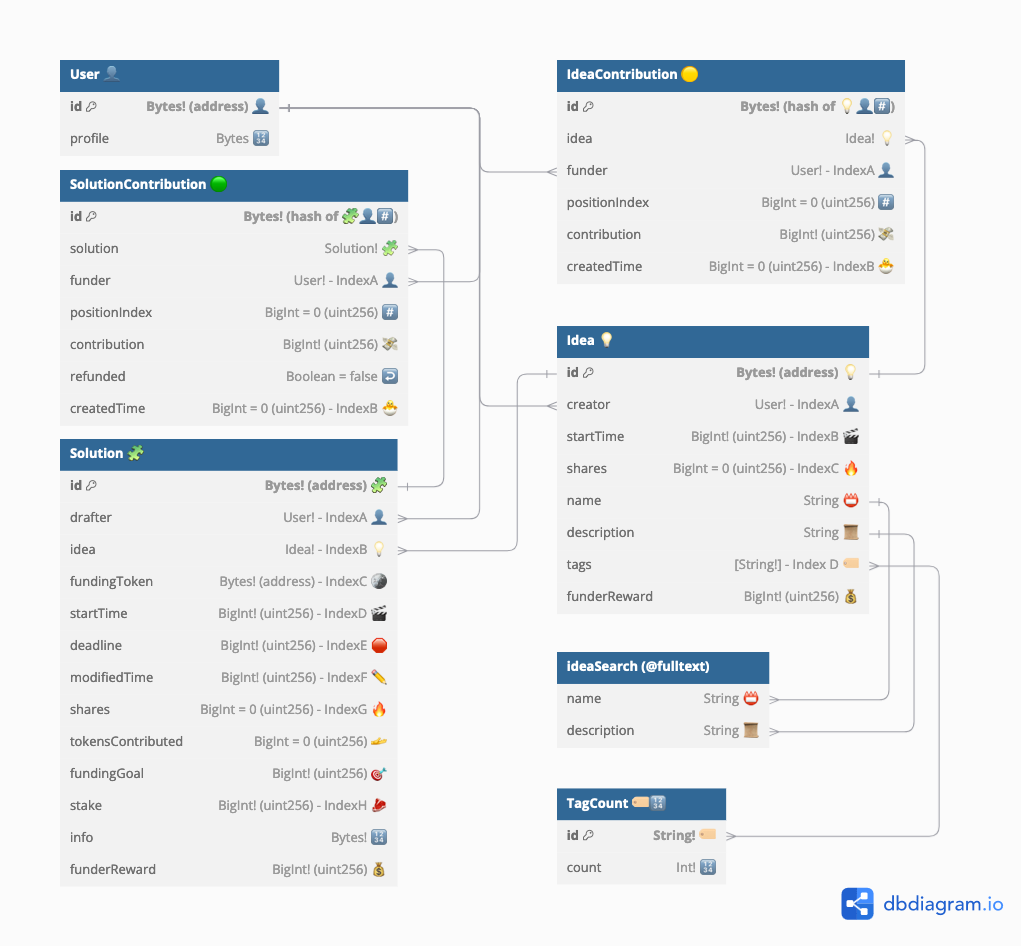 User 👤
id Bytes! (address) 👤
profile Bytes 🔢
SolutionContribution 🟢
id Bytes! (hash of 🧩👤#️⃣)
solution Solution! 🧩
funder User! - IndexA 👤
positionIndex BigInt = 0 (uint256) #️⃣
contribution BigInt! (uint256) 💸
refunded Boolean = false ↩️
createdTime BigInt = 0 (uint256) - IndexB 🐣
Solution 🧩
id Bytes! (address) 🧩
drafter User! - IndexA 👤
idea Idea! - IndexB 💡
fundingToken Bytes! (address) - IndexC 🪙
startTime BigInt! (uint256) - IndexD 🎬
deadline BigInt! (uint256) - IndexE 🛑
modifiedTime BigInt! (uint256) - IndexF ✏️
shares BigInt = 0 (uint256) - IndexG 🔥
tokensContributed BigInt = 0 (uint256) 🫴
fundingGoal BigInt! (uint256) 🎯
stake BigInt! (uint256) - IndexH 🥩
info Bytes! 🔢
funderReward BigInt! (uint256) 💰
IdeaContribution 🟡
id Bytes! (hash of 💡👤#️⃣)
idea Idea! 💡
funder User! - IndexA 👤
positionIndex BigInt = 0 (uint256) #️⃣
contribution BigInt! (uint256) 💸
createdTime BigInt = 0 (uint256) - IndexB 🐣
Idea 💡
id Bytes! (address) 💡
creator User! - IndexA 👤
startTime BigInt! (uint256) - IndexB 🎬
shares BigInt = 0 (uint256) - IndexC 🔥
name String 📛
description String 📜
tags [String!] - Index D 🏷️
funderReward BigInt! (uint256) 💰
ideaSearch (@fulltext)
name String 📛
description String 📜
TagCount 🏷️🔢
id String! 🏷️
count Int! 🔢
dbdiagram.io